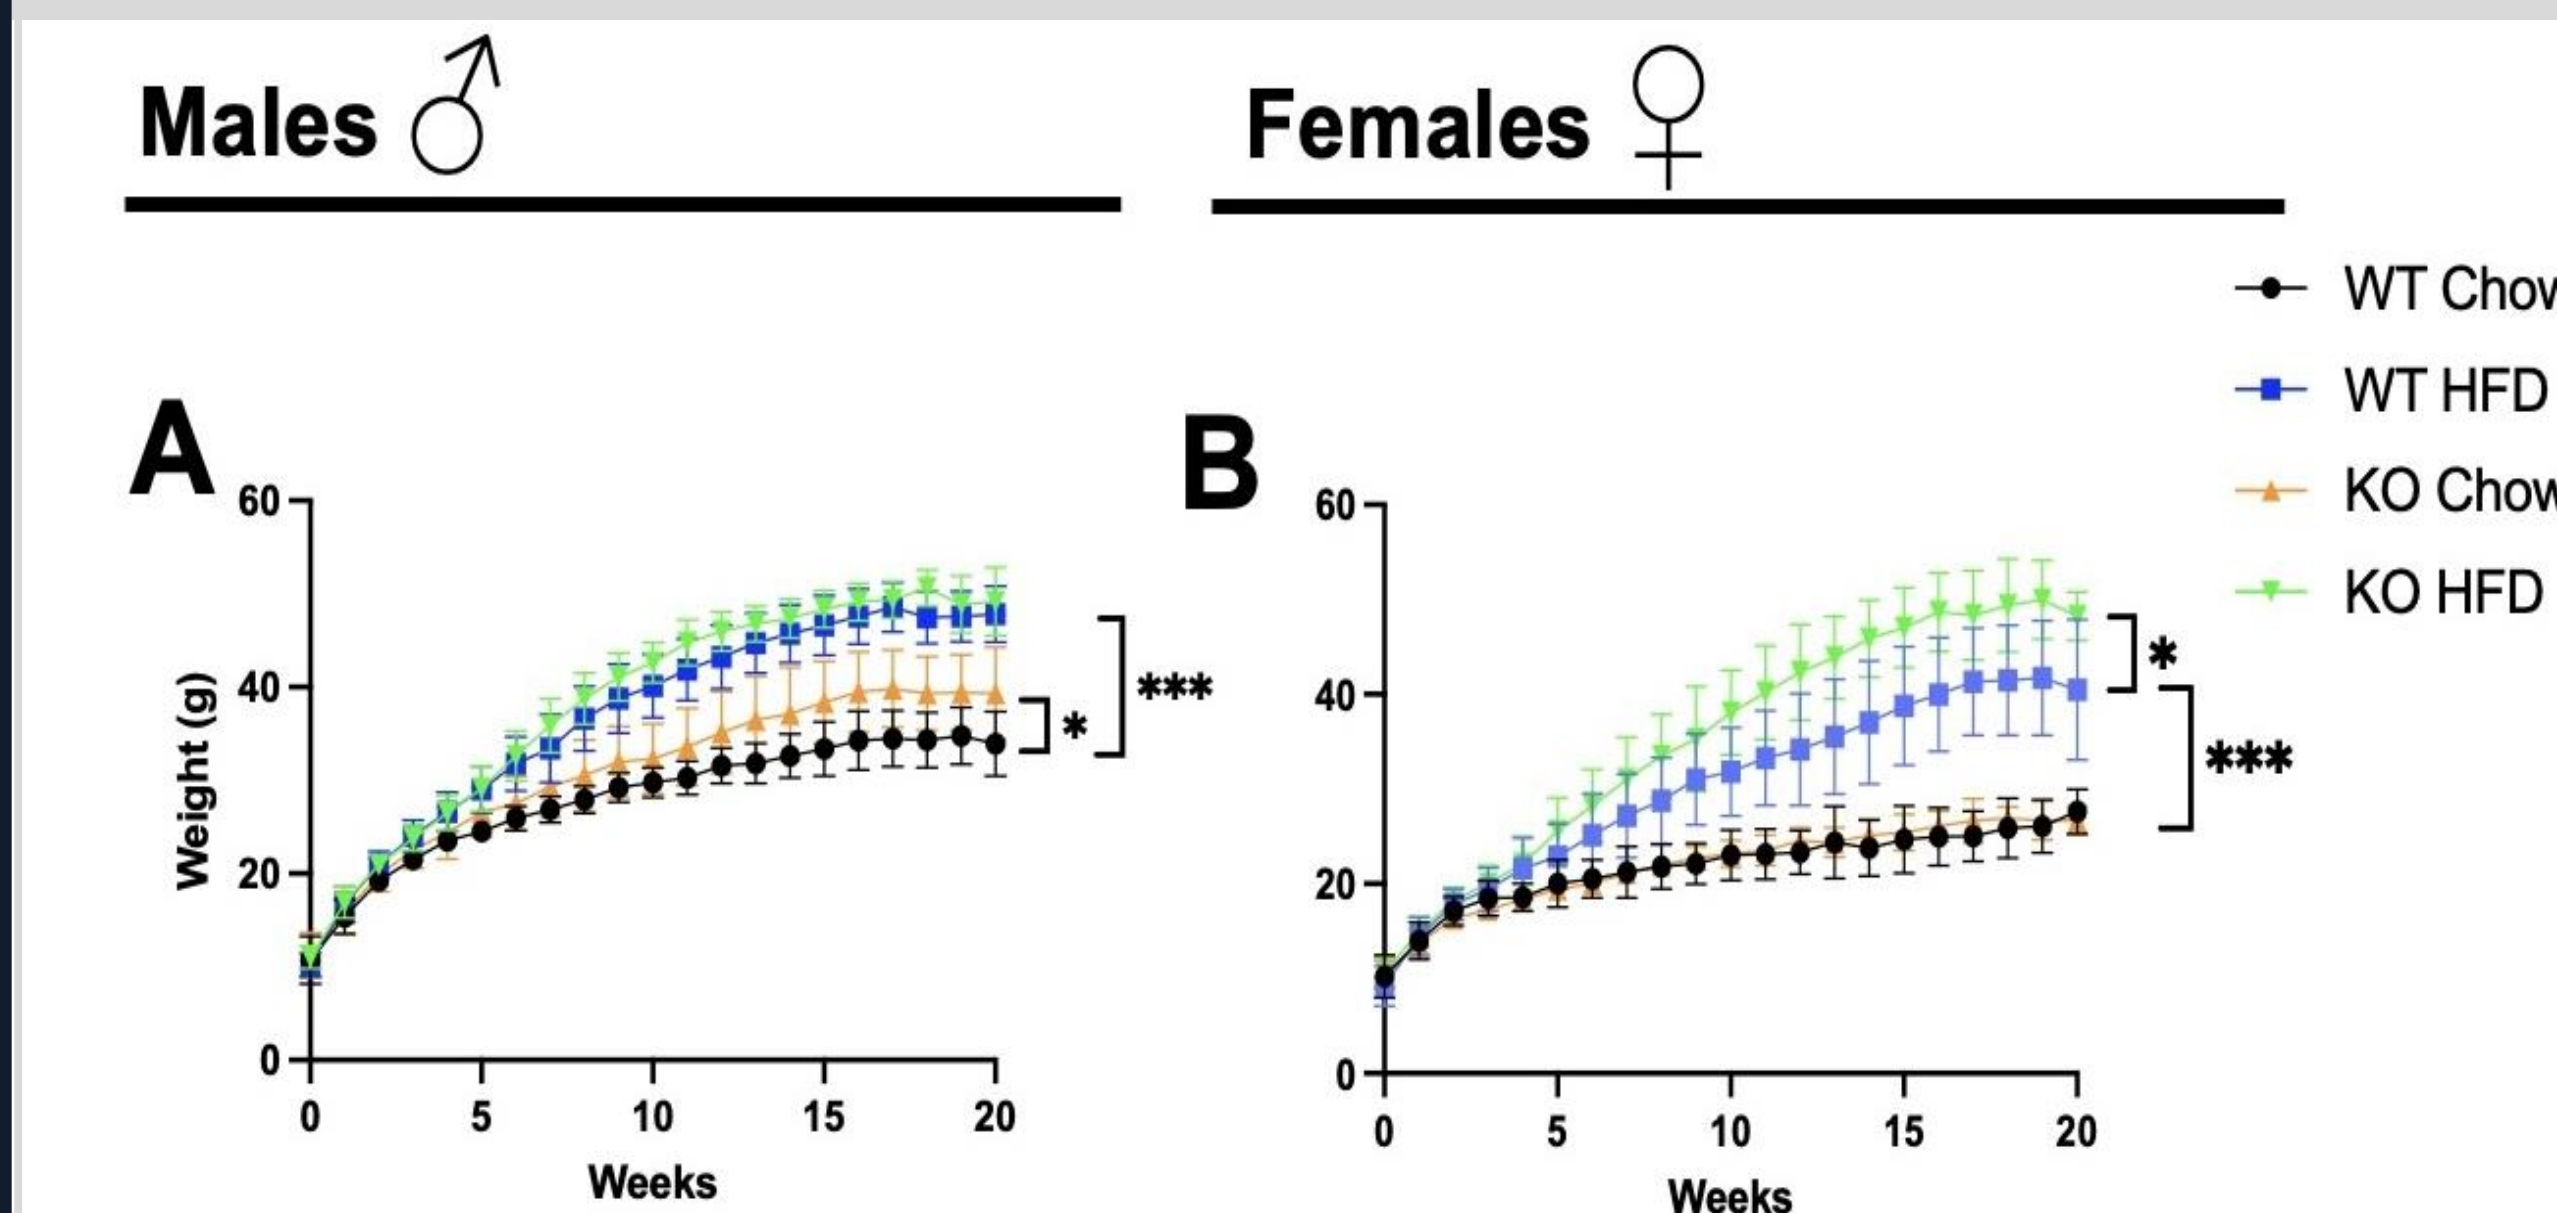 Males ♂
Females ♀
WT Chow
WT HFD
KO Chow
KO HFD
A
60
40
20
0
Weight (g)
0 5 10 15 20
Weeks
*
***
B
60
40
20
0
0 5 10 15 20
Weeks
*
***